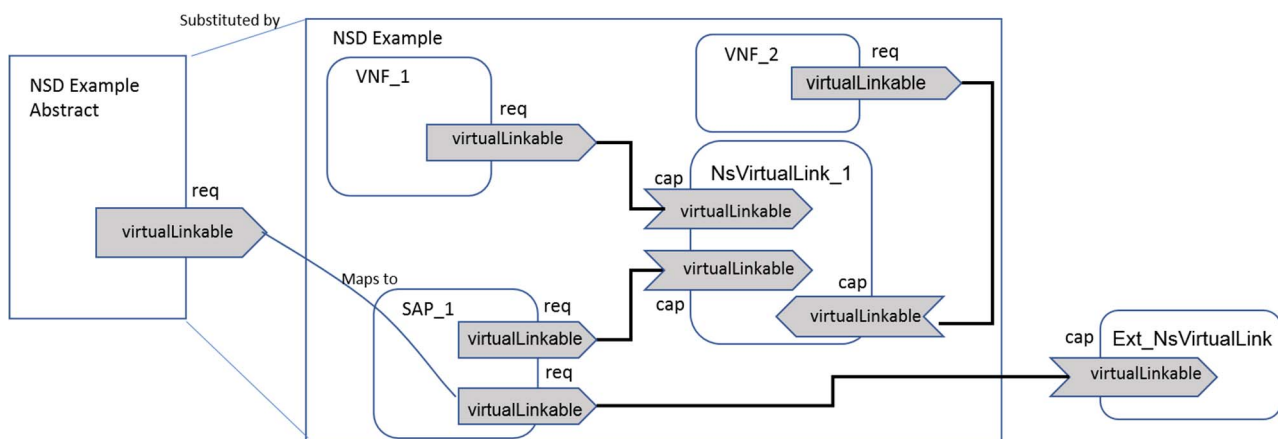 Substituted by
NSD Example
Abstract
req
virtualLinkable
NSD Example
VNF_1
req
virtualLinkable
VNF_2
req
virtualLinkable
NsVirtualLink_1
cap
virtualLinkable
virtualLinkable
cap
cap
virtualLinkable
Maps to
SAP_1
req
virtualLinkable
req
virtualLinkable
cap
Ext_NsVirtualLink
virtualLinkable